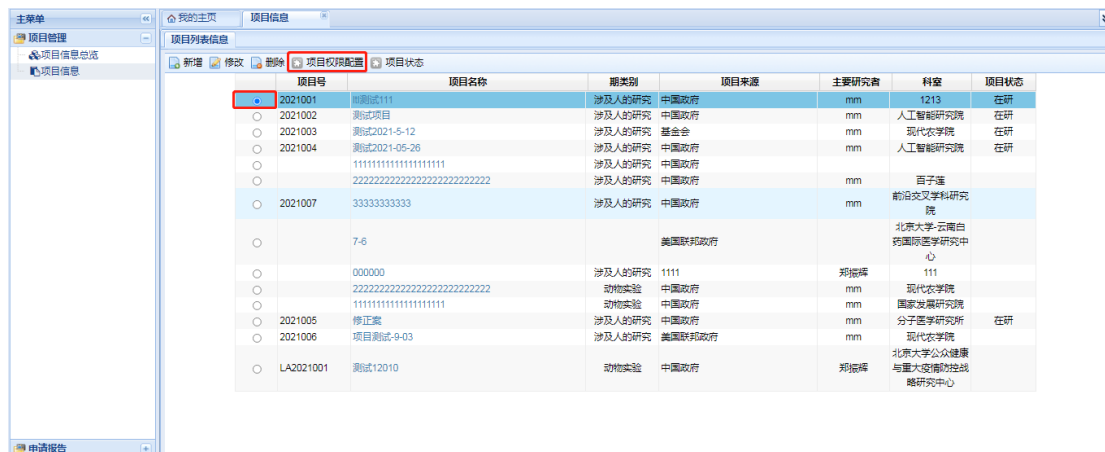 主菜单
我的主页 项目信息
项目管理
项目列表信息
项目信息总览
新增 修改 删除 项目权限配置 项目状态
项目信息
项目号 项目名称 期类别 项目来源 主要研究者 科室 项目状态
2021001 III测试111 涉及人的研究 中国政府 mm 1213 在研
2021002 测试项目 涉及人的研究 中国政府 mm 人工智能研究院 在研
2021003 测试2021-5-12 涉及人的研究 基金会 mm 现代农学院 在研
2021004 测试2021-05-26 涉及人的研究 中国政府 mm 人工智能研究院 在研
11111111111111111111 涉及人的研究 中国政府
2222222222222222222222222 涉及人的研究 中国政府 mm 百子莲
2021007 33333333333 涉及人的研究 中国政府 mm 前沿交叉学科研究
院
7-6 美国联邦政府 北京大学-云南白
药国际医学研究中
心
000000 涉及人的研究 1111 郑振辉 111
2222222222222222222222222 动物实验 中国政府 mm 现代农学院
11111111111111111111 动物实验 中国政府 mm 国家发展研究院
2021005 修正案 涉及人的研究 中国政府 mm 分子医学研究所 在研
2021006 项目测试-9-03 涉及人的研究 美国联邦政府 mm 现代农学院
LA2021001 测试12010 动物实验 中国政府 郑振辉 北京大学公众健康
与重大疫情防控战
略研究中心
申请报告